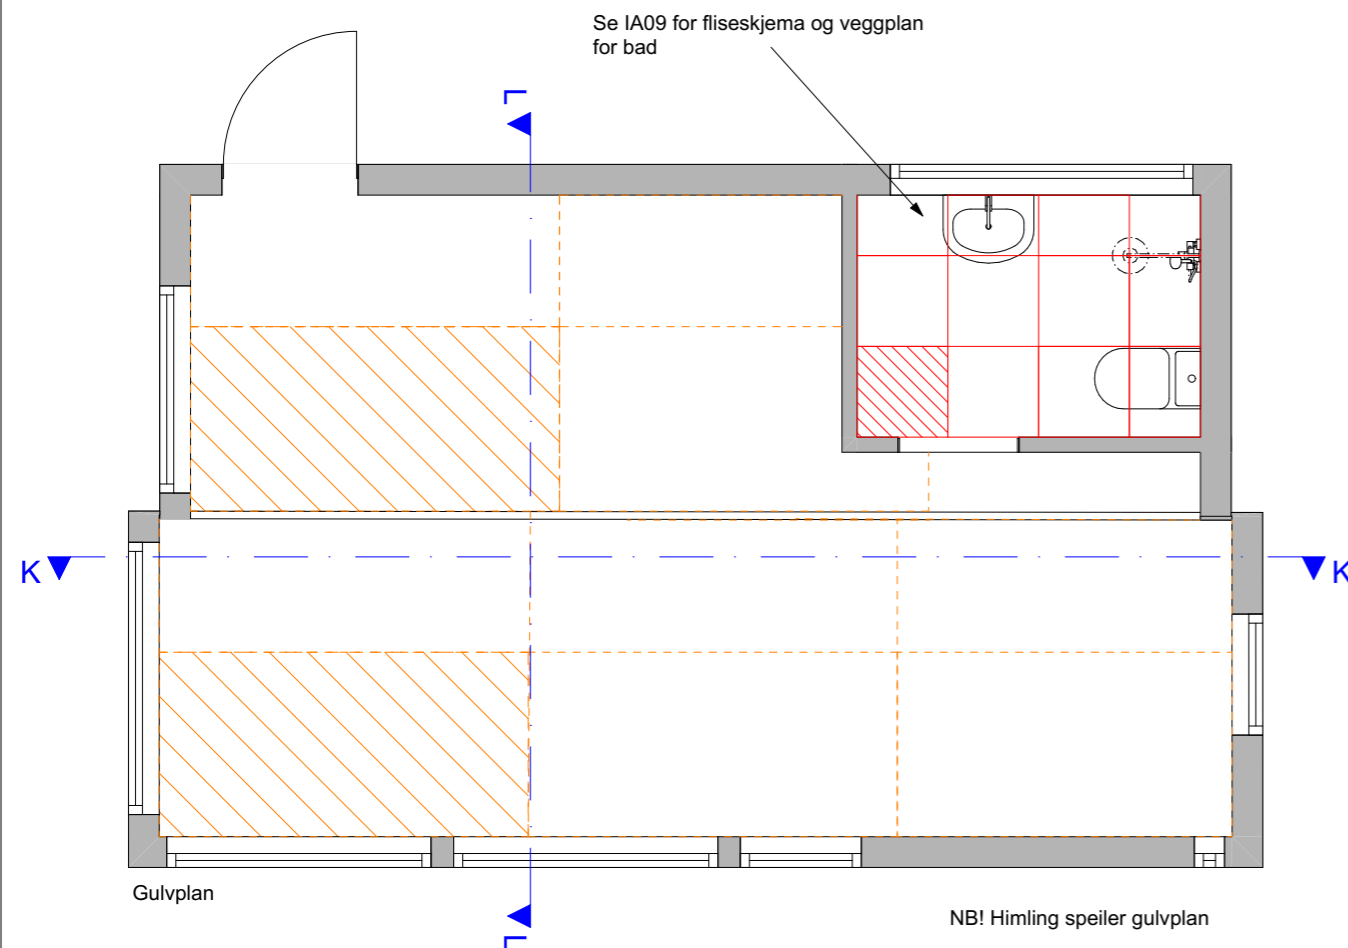 Se IA09 for fliseskjema og veggplan
for bad
L
K
K
Gulvplan
NB! Himling speiler gulvplan
L